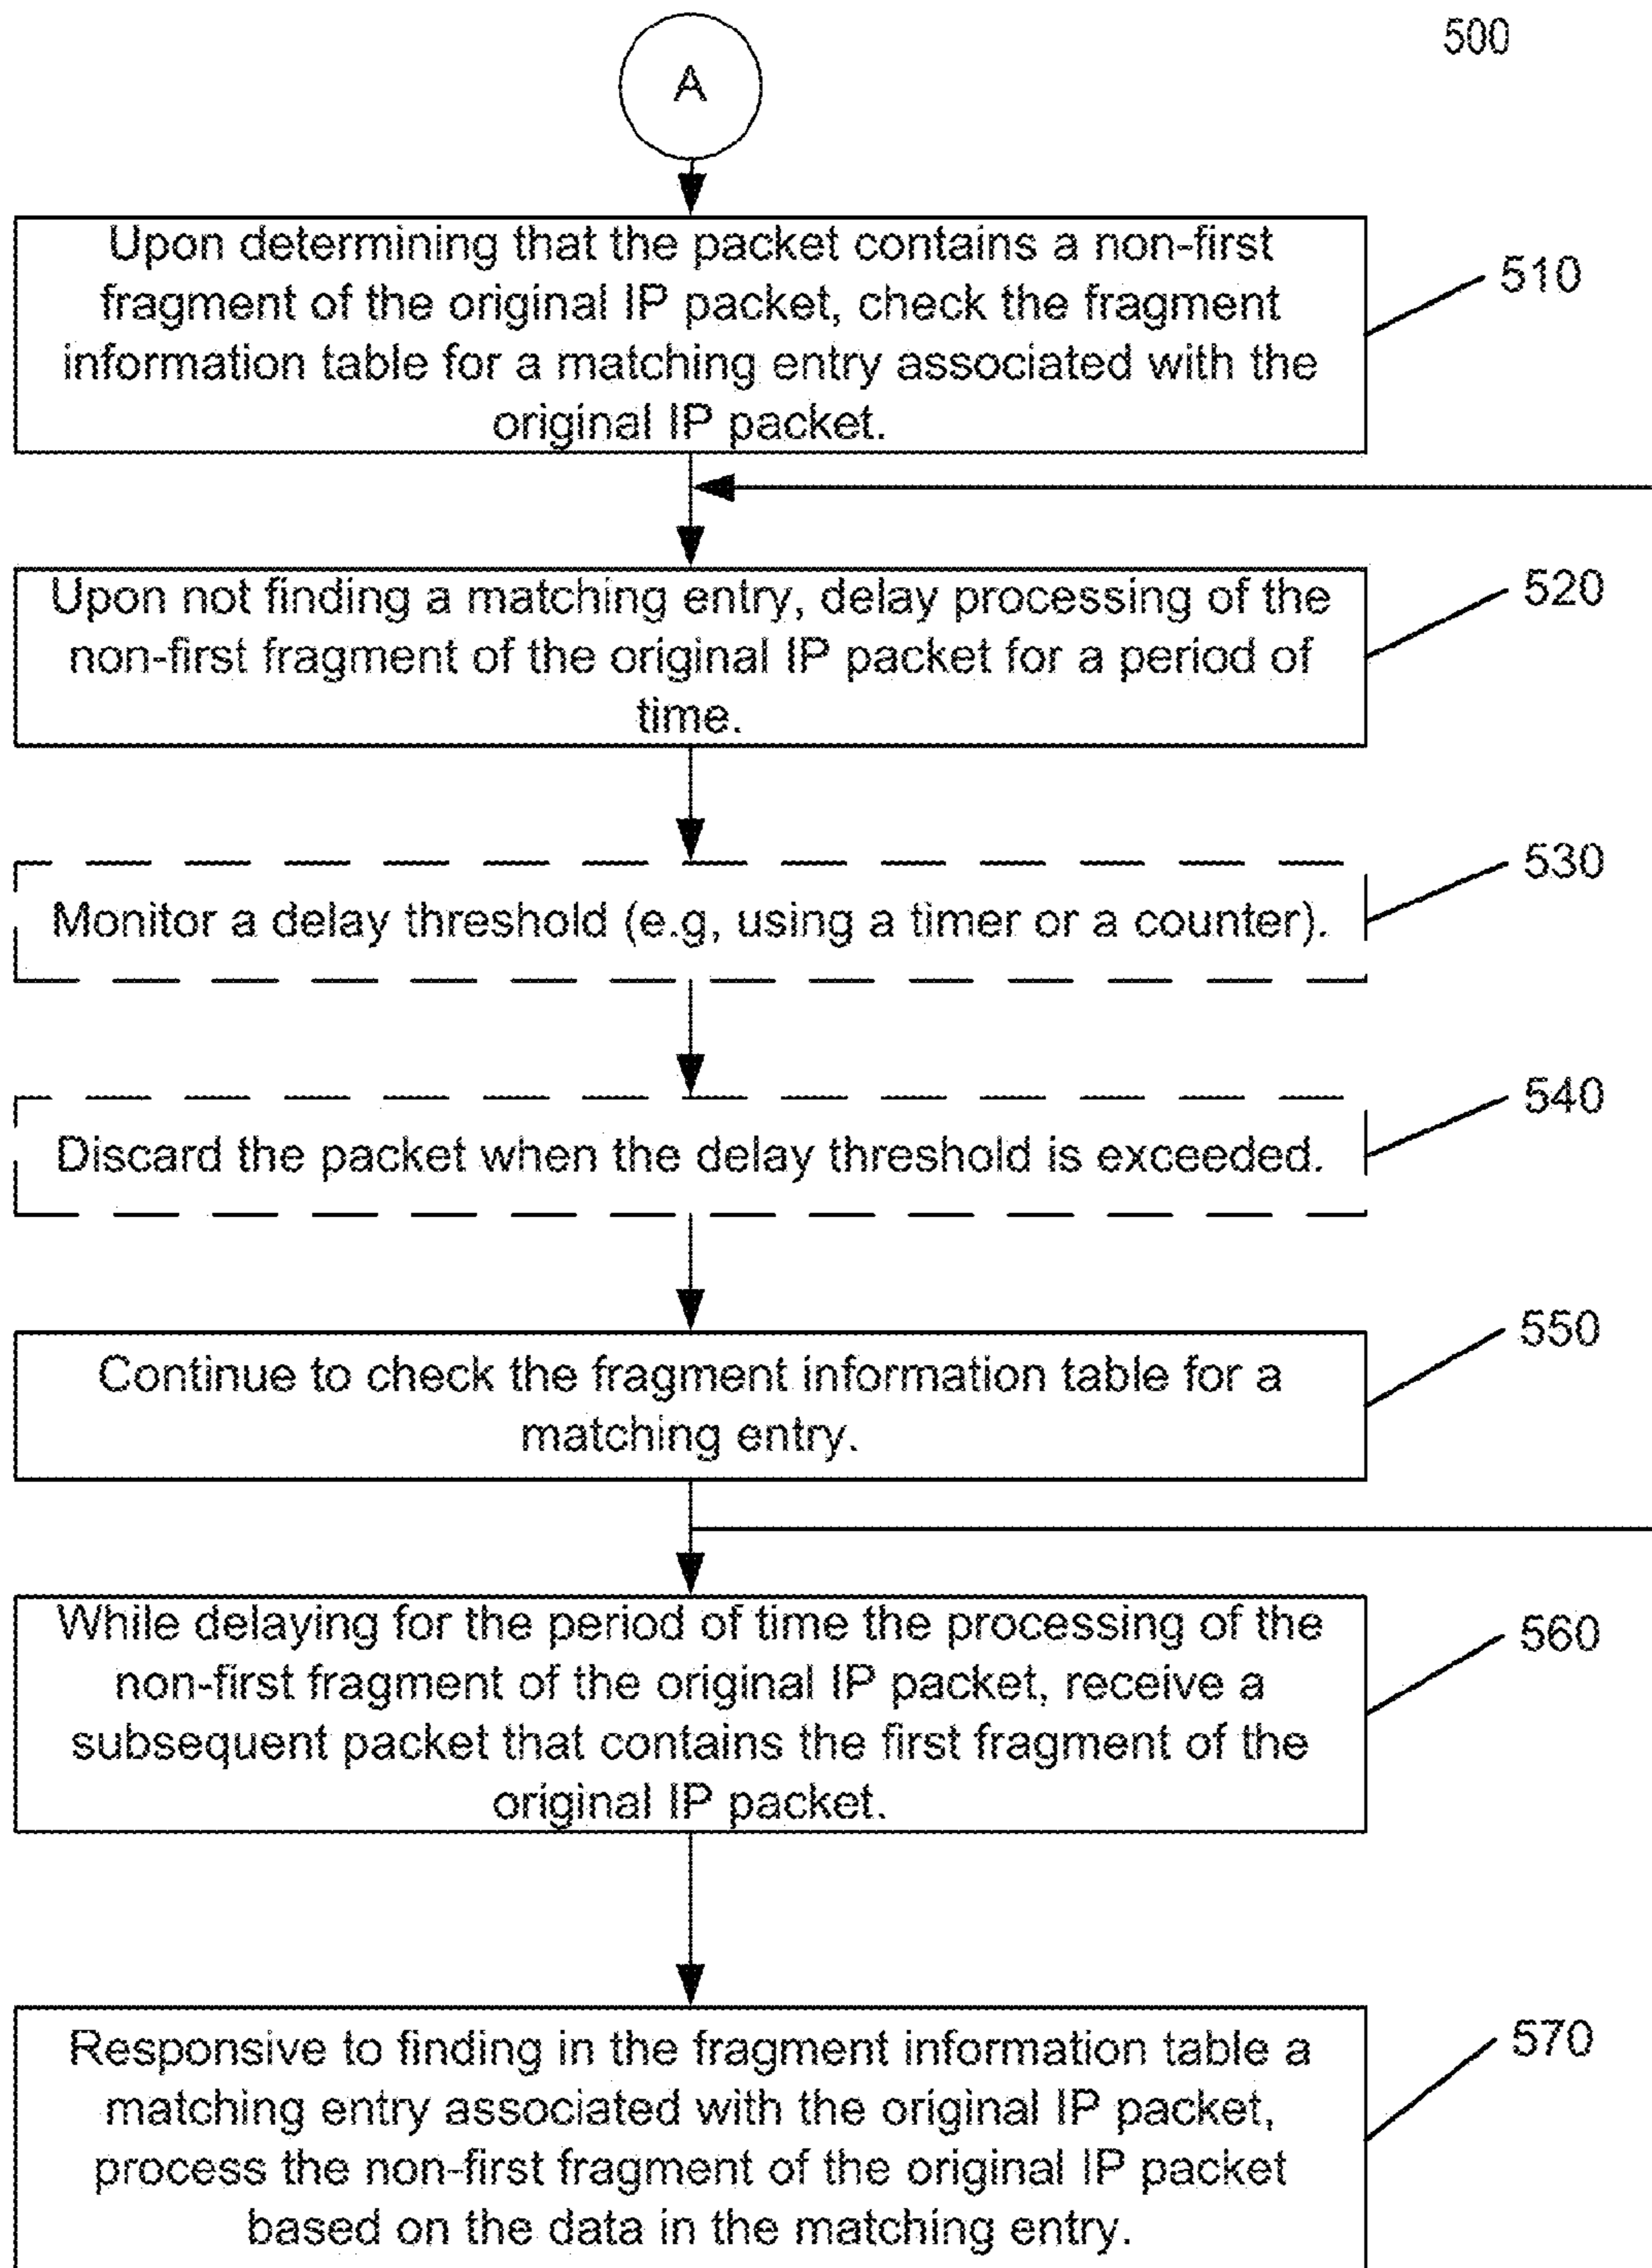 500
A
Upon determining that the packet contains a non-first
fragment of the original IP packet, check the fragment
information table for a matching entry associated with the
original IP packet.
510
Upon not finding a matching entry, delay processing of the
non-first fragment of the original IP packet for a period of
time.
520
Monitor a delay threshold (e.g, using a timer or a counter).
530
Discard the packet when the delay threshold is exceeded.
540
Continue to check the fragment information table for a
matching entry.
550
While delaying for the period of time the processing of the
non-first fragment of the original IP packet, receive a
subsequent packet that contains the first fragment of the
original IP packet.
560
Responsive to finding in the fragment information table a
matching entry associated with the original IP packet,
process the non-first fragment of the original IP packet
based on the data in the matching entry.
570